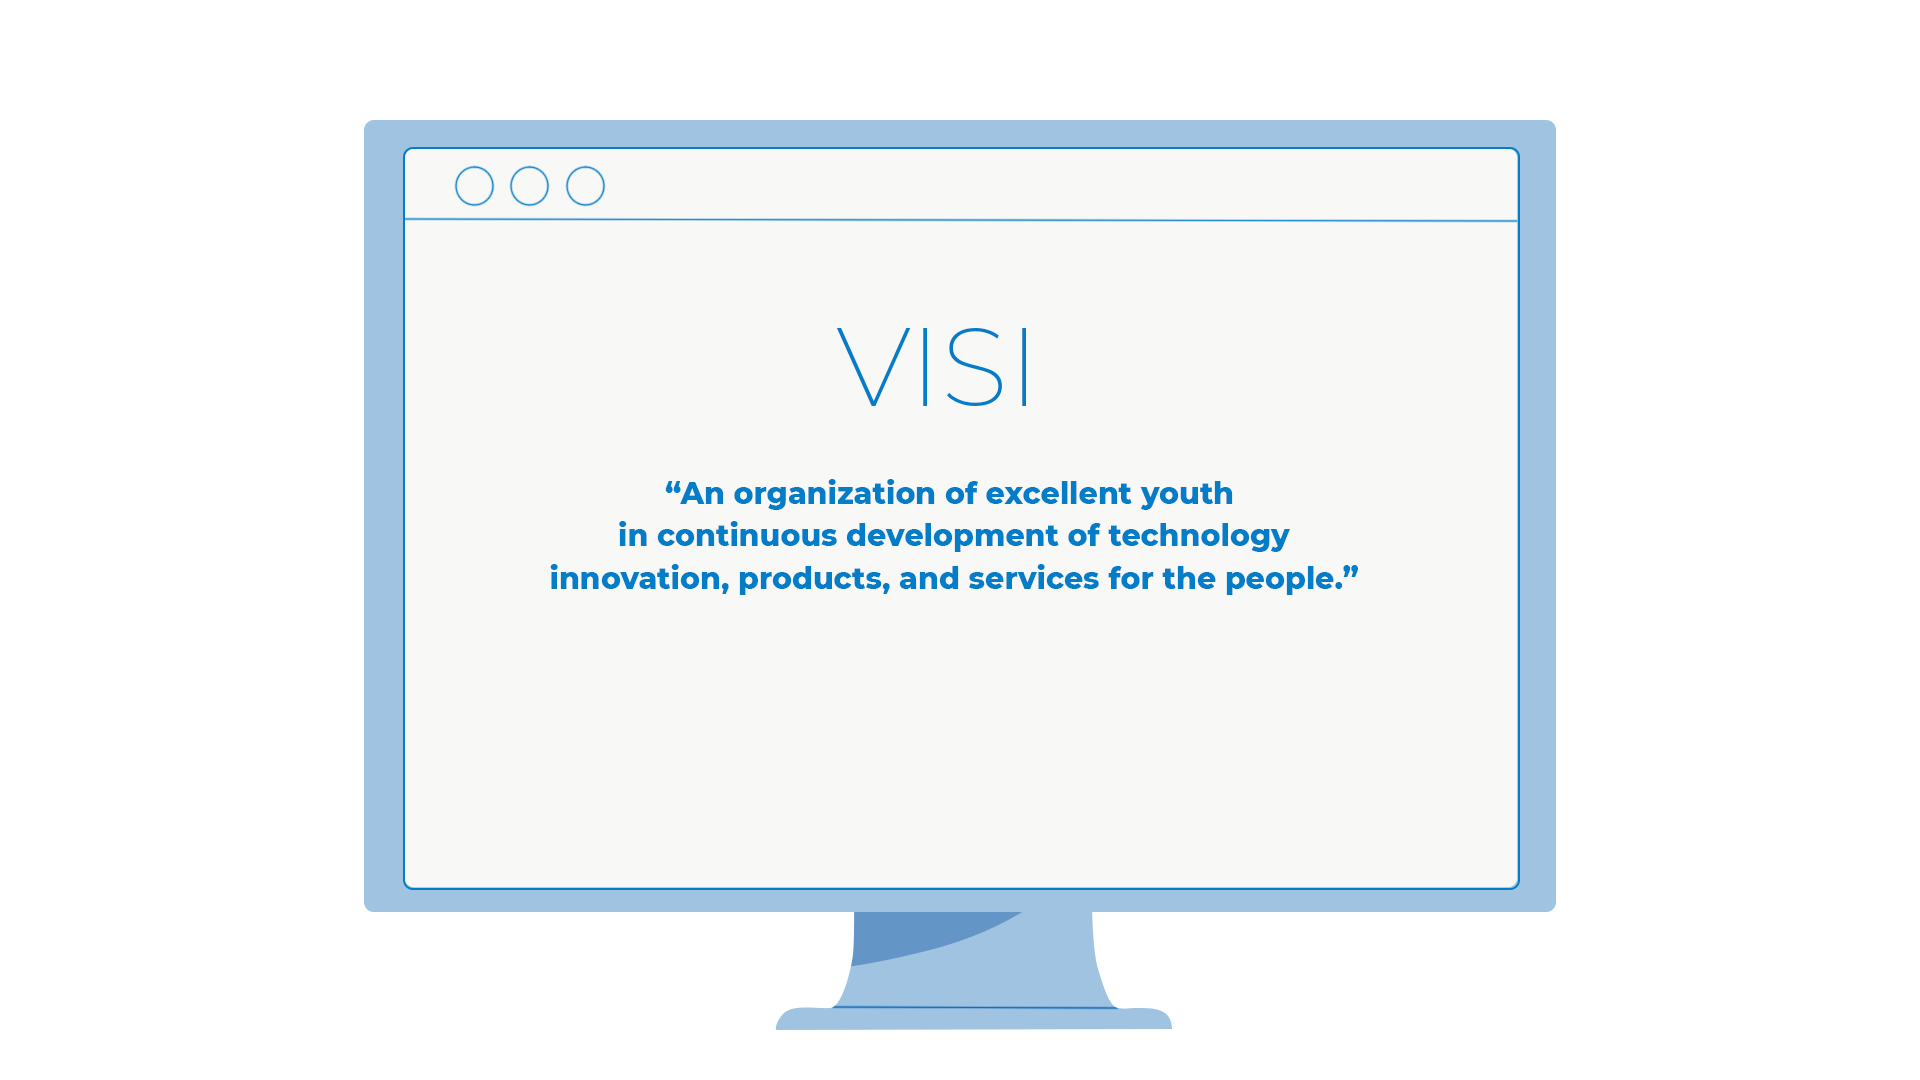 VISI
“An organization of excellent youth
in continuous development of technology
innovation, products, and services for the people.”